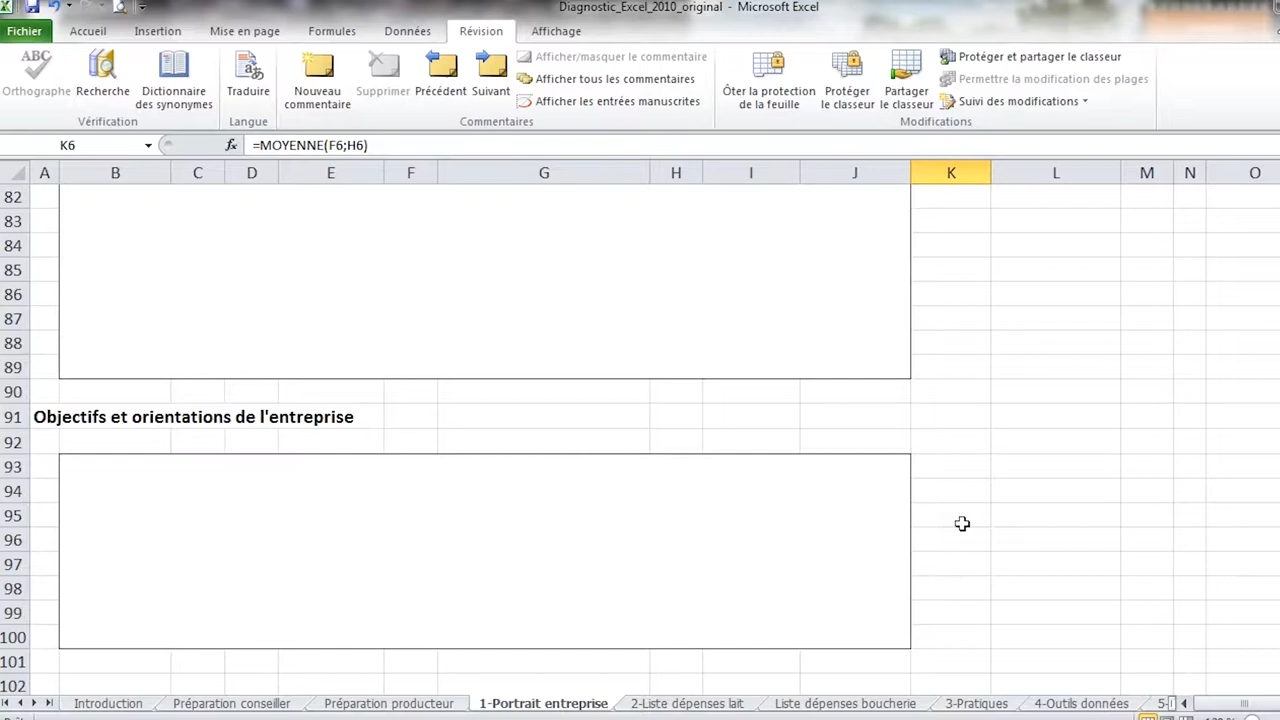 Diagnostic_Excel_2010_original - Microsoft Excel
Fichier Accueil Insertion Mise en page Formules Données Révision Affichage
ABC Orthographe
Recherche
Dictionnaire des synonymes
Vérification
Traduire
Langue
Nouveau commentaire
Supprimer
Précédent
Suivant
Afficher/masquer le commentaire
Afficher tous les commentaires
Afficher les entrées manuscrites
Commentaires
Ôter la protection de la feuille
Protéger le classeur
Partager le classeur
Protéger et partager le classeur
Permettre la modification des plages
Suivi des modifications
Modifications
K6 fx =MOYENNE(F6;H6)
A B C D E F G H I J K L M N O
82
83
84
85
86
87
88
89
90
91 Objectifs et orientations de l'entreprise
92
93
94
95
96
97
98
99
100
101
102
Introduction Préparation conseiller Préparation producteur 1-Portrait entreprise 2-Liste dépenses lait Liste dépenses boucherie 3-Pratiques 4-Outils données 5-